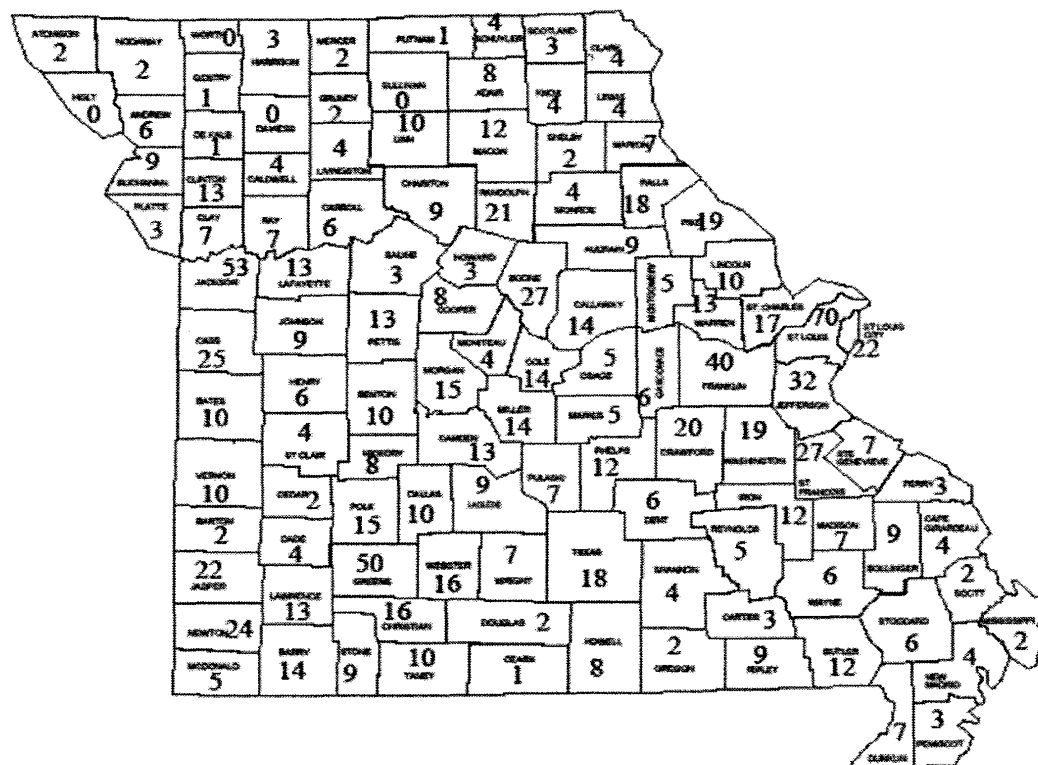 ATCHISON
2
NODAWAY
2
WORTH 0
3
HARRISON
MERCER
2
PUTNAM 1
4
SCHUYLER
SCOTLAND
3
CLARK
4
HOLT
0
GENTRY
1
SULLIVAN
0
8
ADAIR
KNOX
4
LEWIS
4
ANDREW
6
DE KALB
1
0
DAVIESS
GRUNDY
2
10
LINN
12
MACON
SHELBY
2
MARION 7
9
BUCHANAN
CLINTON
13
4
CALDWELL
4
LIVINGSTON
CHARITON
9
RANDOLPH
21
4
MONROE
RALLS
18
PIKE 19
PLATTE
3
CLAY
7
RAY
7
CARROLL
6
AUDRAIN 9
53
JACKSON
13
LAFAYETTE
SALINE
3
HOWARD
3
BOONE
27
CALLAWAY
14
MONTGOMERY
5
LINCOLN
10
13
WARREN
ST. CHARLES
17
70
ST LOUIS
ST LOUIS
CITY
22
8
COOPER
CASS
25
JOHNSON
9
13
PETTIS
MONITEAU
4
COLE
14
5
OSAGE
GASCONADE
6
40
FRANKLIN
32
JEFFERSON
BATES
10
HENRY
6
BENTON
10
MORGAN
15
MILLER
14
MARIES 5
4
ST CLAIR
HICKORY
8
CAMDEN
13
PULASKI
7
PHELPS
12
20
CRAWFORD
19
WASHINGTON
27
ST
FRANCOIS
STE
GENEVIEVE
7
PERRY 3
VERNON
10
CEDAR 2
POLK
15
DALLAS
10
9
LACLEDE
6
DENT
IRON
12
REYNOLDS
5
MADISON
7
9
BOLLINGER
CAPE
GIRARDEAU
4
BARTON
2
DADE
4
50
GREENE
WEBSTER
16
7
WRIGHT
TEXAS
18
SHANNON
4
6
WAYNE
2
SCOTT
22
JASPER
LAWRENCE
13
16
CHRISTIAN
DOUGLAS 2
HOWELL
8
CARTER 3
STODDARD
6
MISSISSIPPI
2
NEWTON 24
MCDONALD
5
BARRY
14
STONE
9
10
TANEY
OZARK
1
2
OREGON
9
RIPLEY
BUTLER
12
4
NEW
MADRID
7
DUNKLIN
3
PEMISCOT